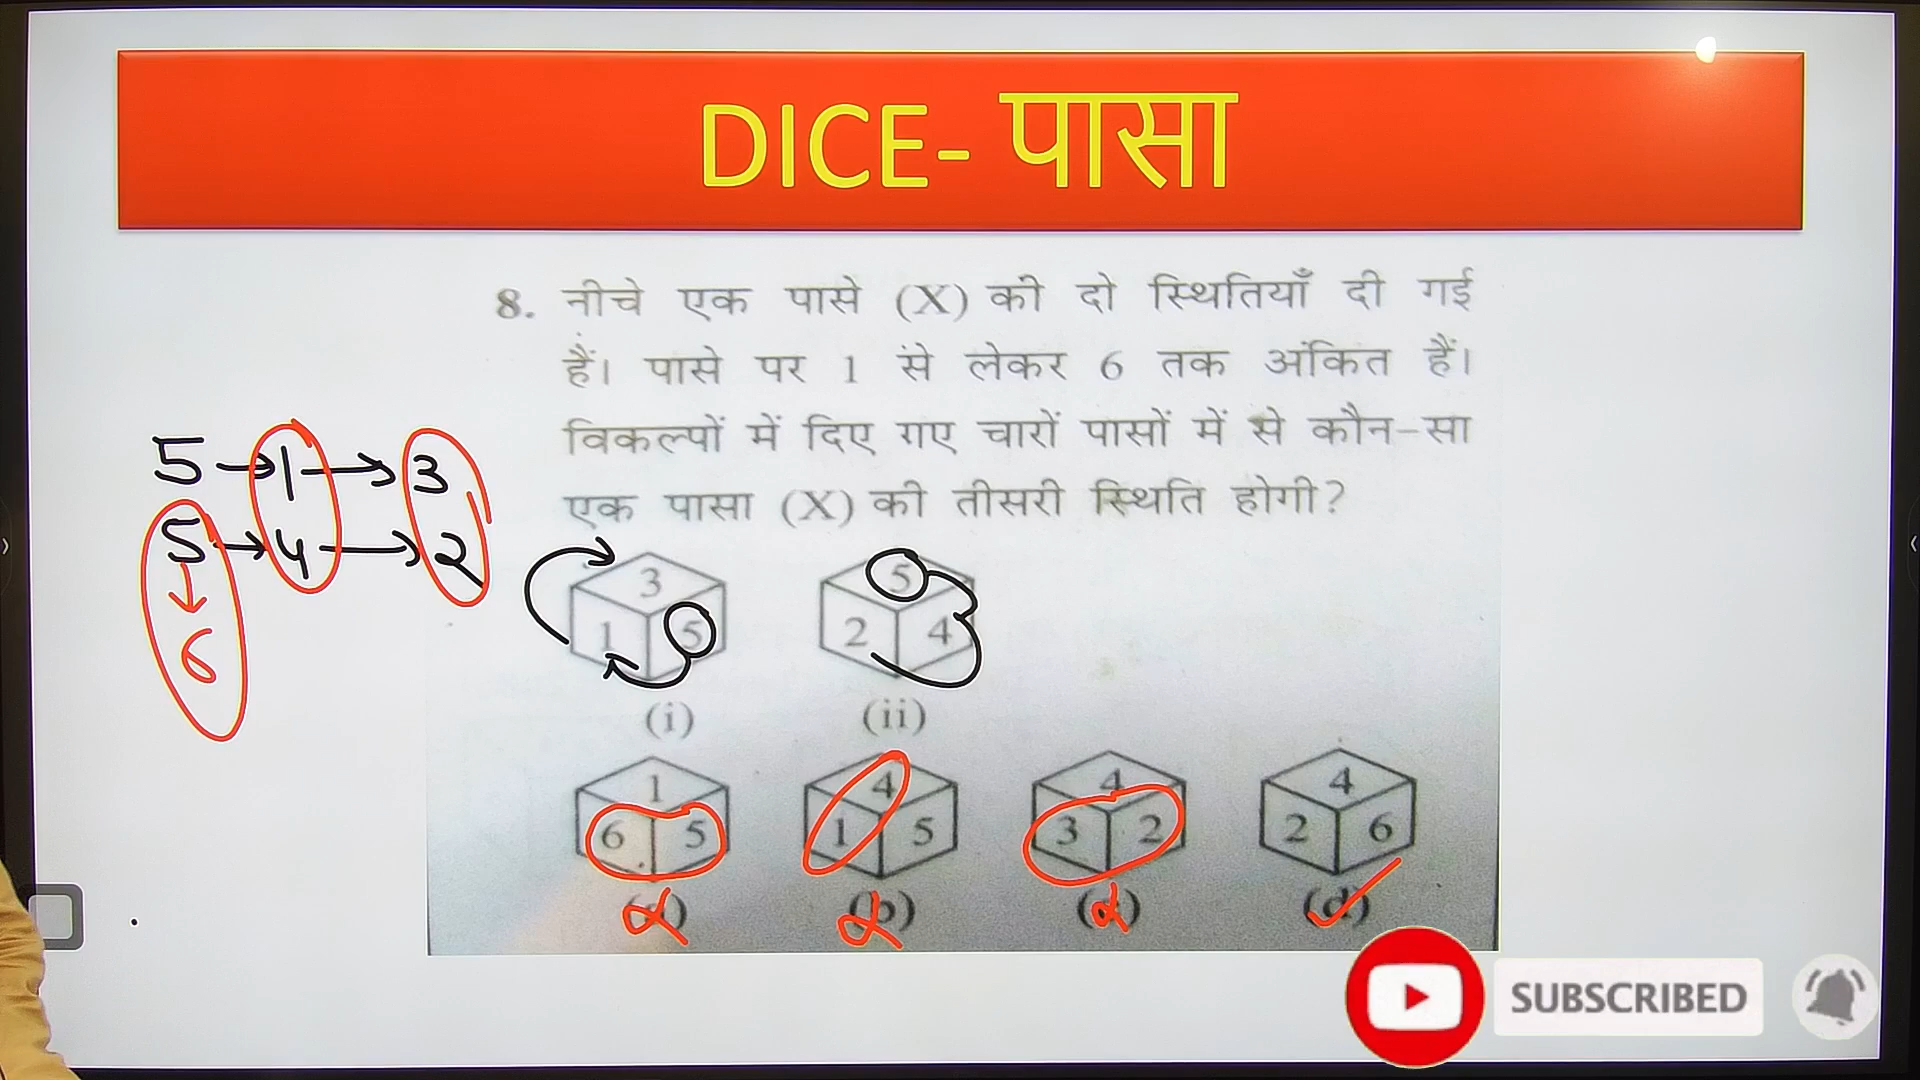 DICE- पासा
8. नीचे एक पासे (X) की दो स्थितियाँ दी गई
हैं। पासे पर 1 से लेकर 6 तक अंकित हैं।
विकल्पों में दिए गए चारों पासों में से कौन-सा
एक पासा (X) की तीसरी स्थिति होगी?
5 → 1 → 3
5 → 4 → 2
↓
6
3
1 5
5
2 4
(i) (ii)
1
6 5
4
1 5
4
3 2
4
2 6
(b) (d)
SUBSCRIBED